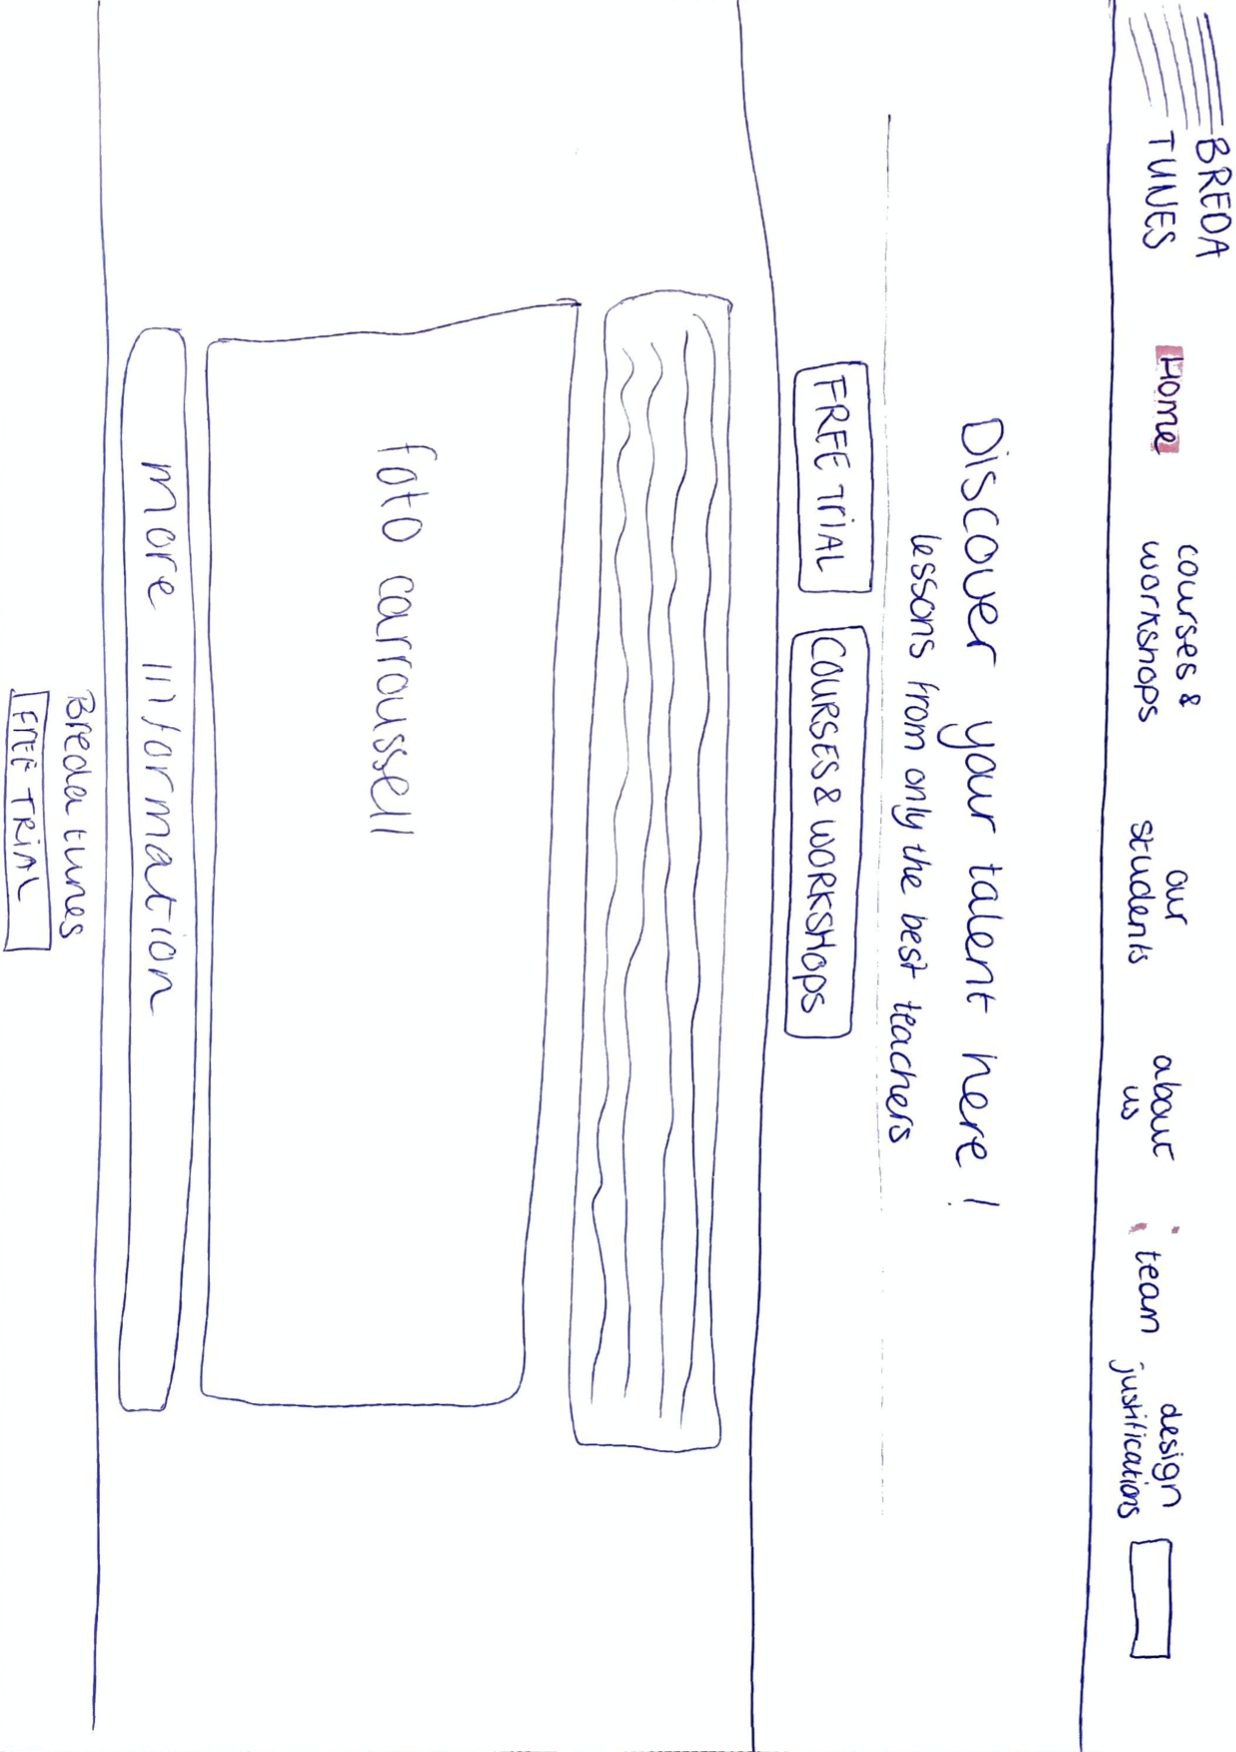 BREDA
TUNES
Home
courses &
workshops
our
students
about
us
team
design
justifications
Discover your talent here!
lessons from only the best teachers
FREE TRIAL
COURSES & WORKSHOPS
foto carroussell
more information
Breda tunes
FREE TRIAL